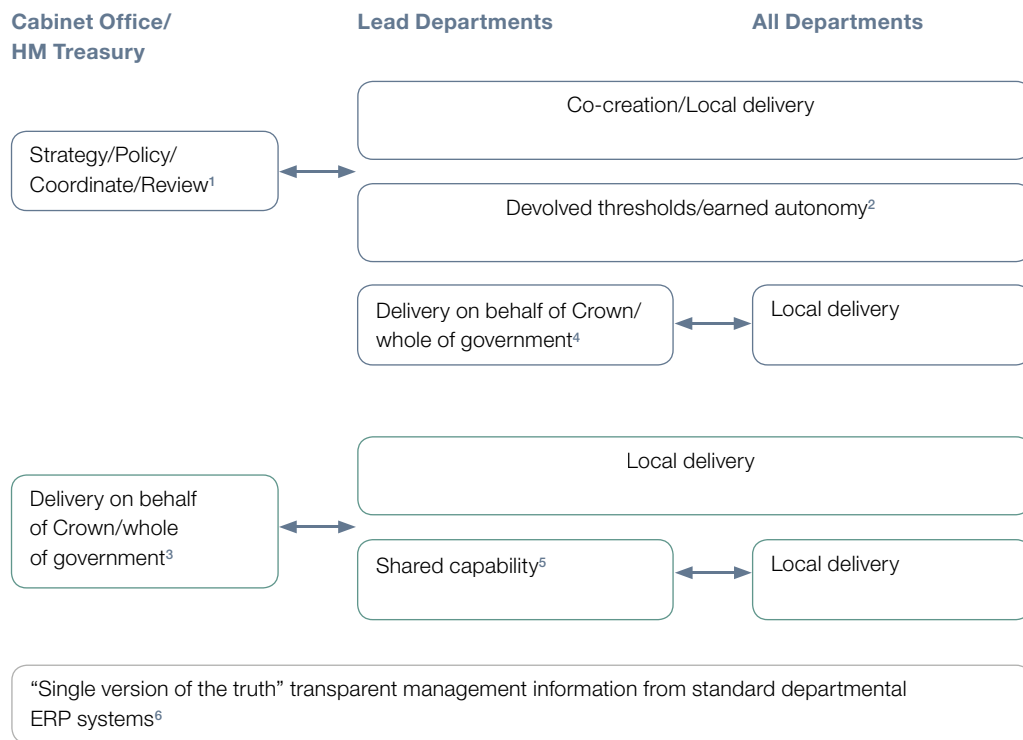 Cabinet Office/
HM Treasury
Lead Departments
All Departments
Co-creation/Local delivery
Strategy/Policy/
Coordinate/Review¹
Devolved thresholds/earned autonomy²
Delivery on behalf of Crown/
whole of government⁴
Local delivery
Local delivery
Delivery on behalf
of Crown/whole
of government³
Shared capability⁵
Local delivery
“Single version of the truth” transparent management information from standard departmental
ERP systems⁶